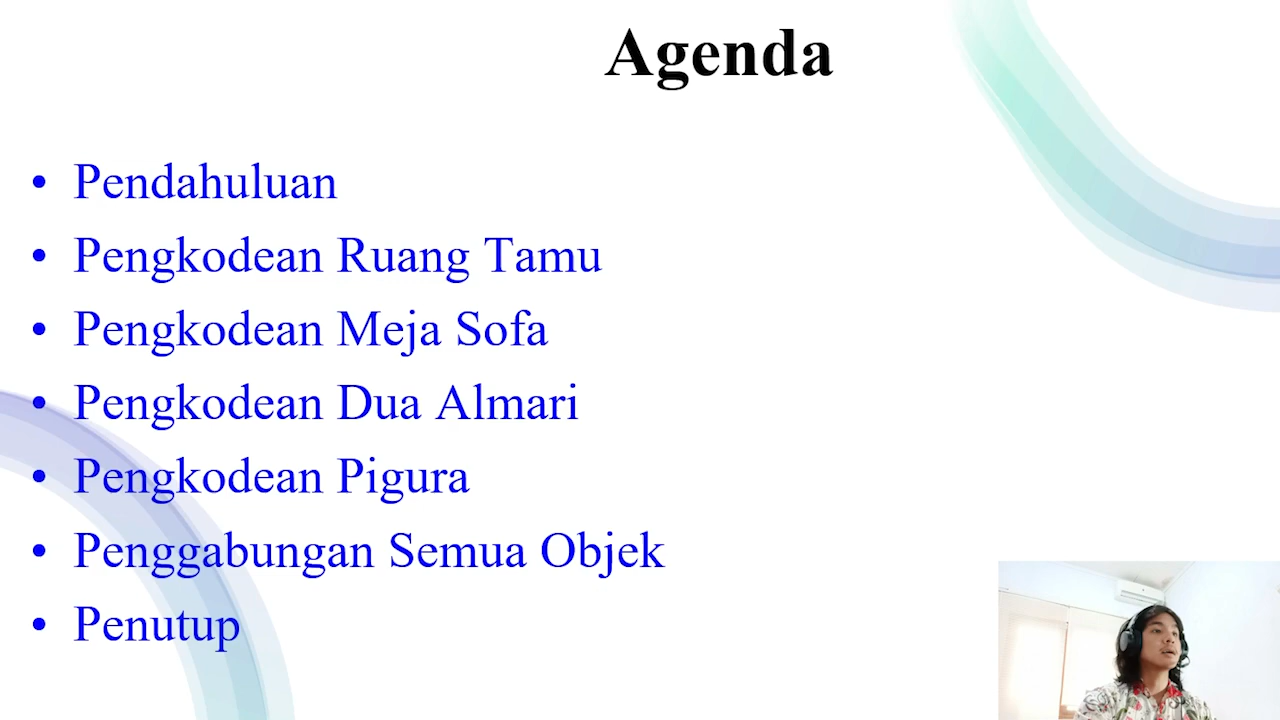 Agenda
• Pendahuluan
• Pengkodean Ruang Tamu
• Pengkodean Meja Sofa
• Pengkodean Dua Almari
• Pengkodean Pigura
• Penggabungan Semua Objek
• Penutup